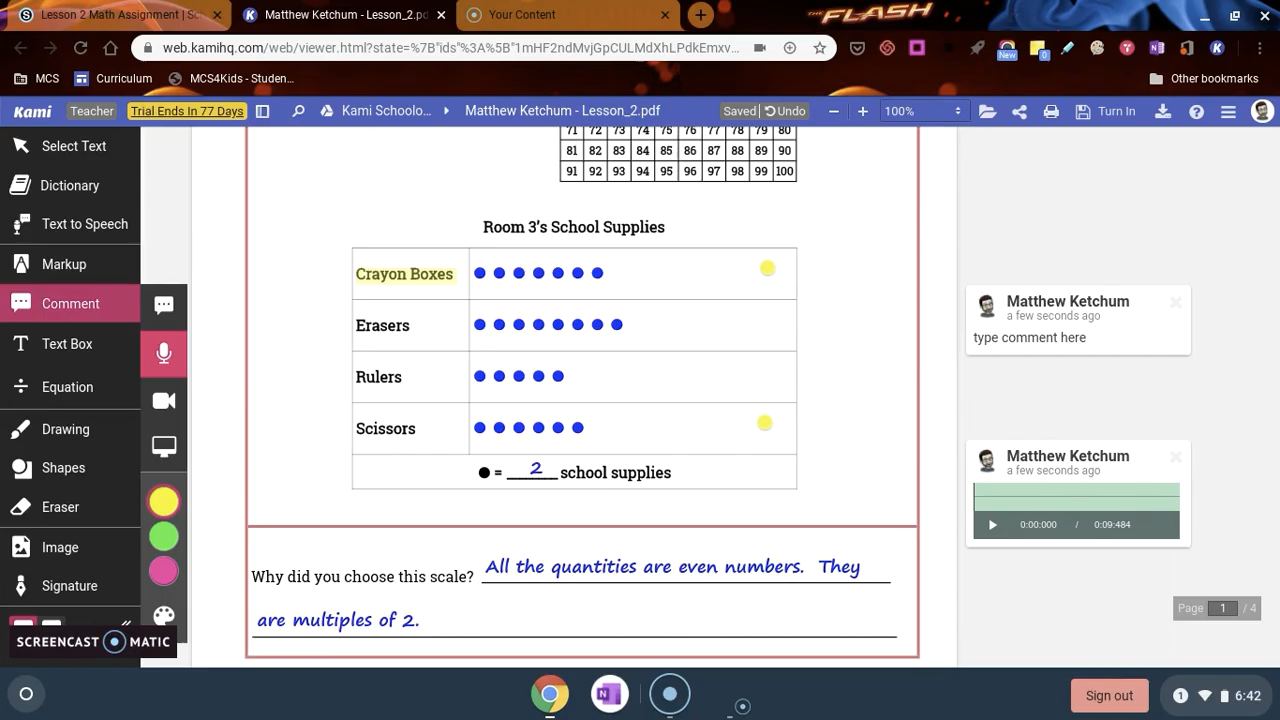 Lesson 2 Math Assignment | Sc
Matthew Ketchum - Lesson_2.pdf
Your Content
THE FLASH
web.kamihq.com/web/viewer.html?state=%7B"ids"%3A%5B"1mHF2ndMvjGpCULMdXhLPdkEmxv...
New
0
MCS
Curriculum
MCS4Kids - Studen...
Other bookmarks
Kami
Teacher
Trial Ends In 77 Days
Kami Schoolo...
Matthew Ketchum - Lesson_2.pdf
Saved
Undo
100%
Turn In
Select Text
Dictionary
Text to Speech
Markup
Comment
Text Box
Equation
Drawing
Shapes
Eraser
Image
Signature
SCREENCAST MATIC
71 72 73 74 75 76 77 78 79 80
81 82 83 84 85 86 87 88 89 90
91 92 93 94 95 96 97 98 99 100
Room 3's School Supplies
Crayon Boxes
Erasers
Rulers
Scissors
= 2 school supplies
Why did you choose this scale? All the quantities are even numbers. They
are multiples of 2.
Matthew Ketchum
a few seconds ago
type comment here
Matthew Ketchum
a few seconds ago
0:00:000 / 0:09:484
Page 1 / 4
Sign out
1
6:42